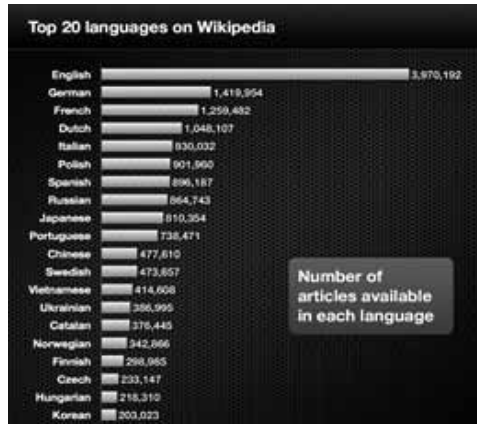 Top 20 languages on Wikipedia
English 3,970,192
German 1,419,954
French 1,259,482
Dutch 1,048,107
Italian 930,032
Polish 901,960
Spanish 896,187
Russian 864,743
Japanese 810,354
Portuguese 738,471
Chinese 477,610
Swedish 473,857
Vietnamese 414,608
Ukrainian 386,995
Catalan 376,445
Norwegian 342,866
Finnish 298,985
Czech 233,147
Hungarian 218,310
Korean 203,023
Number of
articles available
in each language